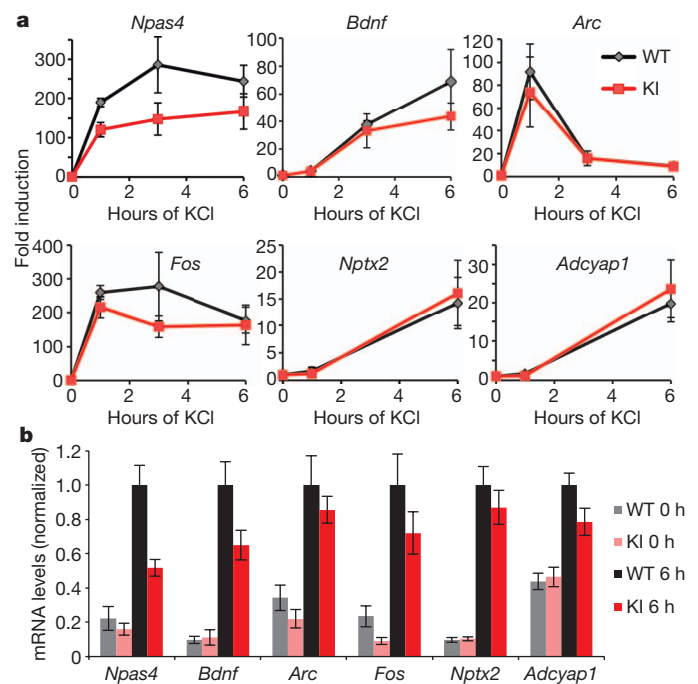 a
Npas4
Bdnf
Arc
300
200
100
0
100
80
60
40
20
0
120
100
80
60
40
20
0
WT
KI
0 2 4 6
0 2 4 6
0 2 4 6
Hours of KCl
Hours of KCl
Hours of KCl
Fold induction
Fos
Nptx2
Adcyap1
400
300
200
100
0
25
20
15
10
5
0
30
20
10
0
0 2 4 6
0 2 4 6
0 2 4 6
Hours of KCl
Hours of KCl
Hours of KCl
b
mRNA levels (normalized)
1.2
1.0
0.8
0.6
0.4
0.2
0
WT 0 h
KI 0 h
WT 6 h
KI 6 h
Npas4 Bdnf Arc Fos Nptx2 Adcyap1